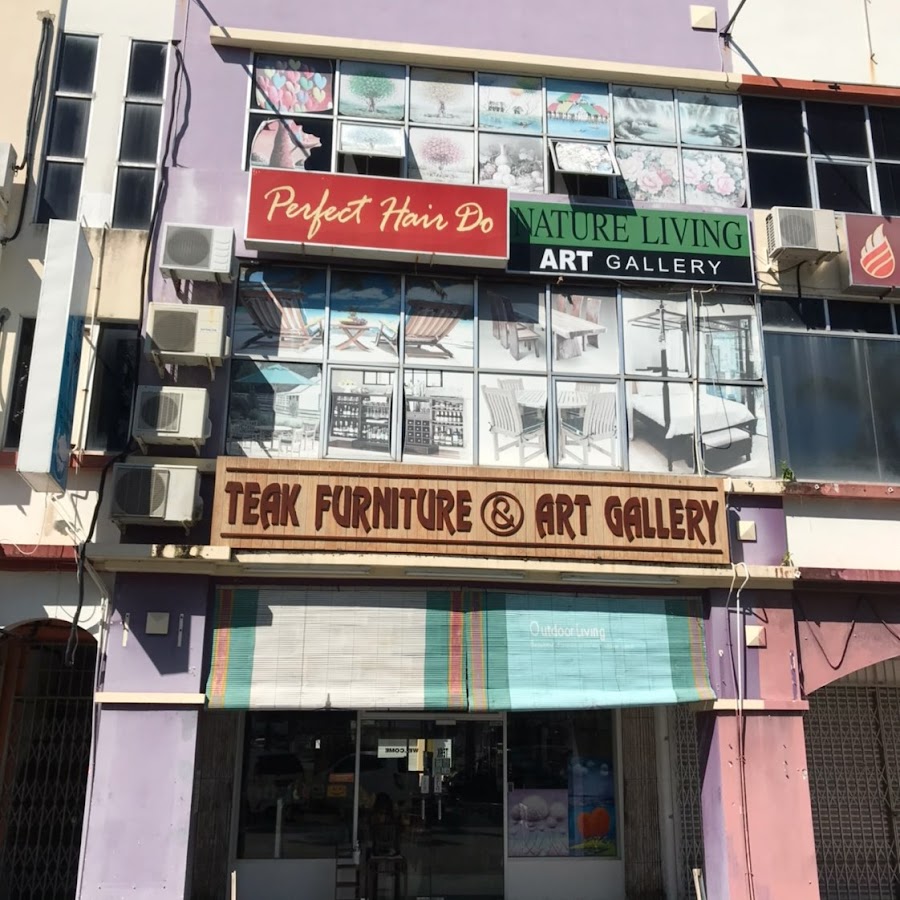 Perfect Hair Do
NATURE LIVING
ART GALLERY
TEAK FURNITURE & ART GALLERY
Outdoor Living
WELCOME